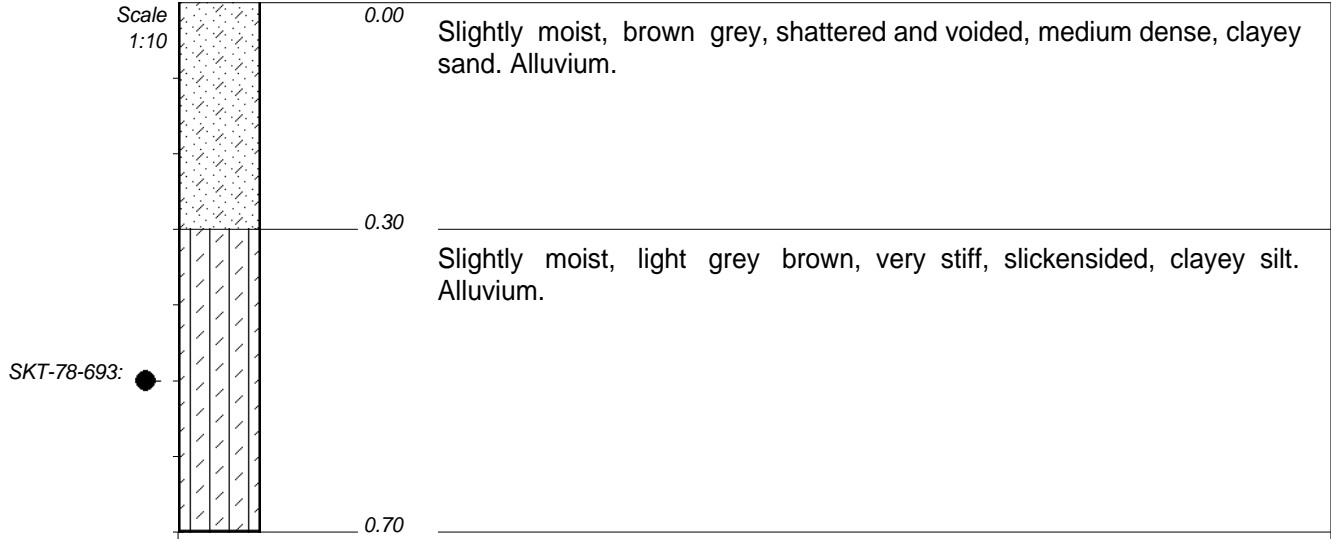 Scale
1:10
0.00
Slightly moist, brown grey, shattered and voided, medium dense, clayey
sand. Alluvium.
0.30
Slightly moist, light grey brown, very stiff, slickensided, clayey silt.
Alluvium.
SKT-78-693:
0.70